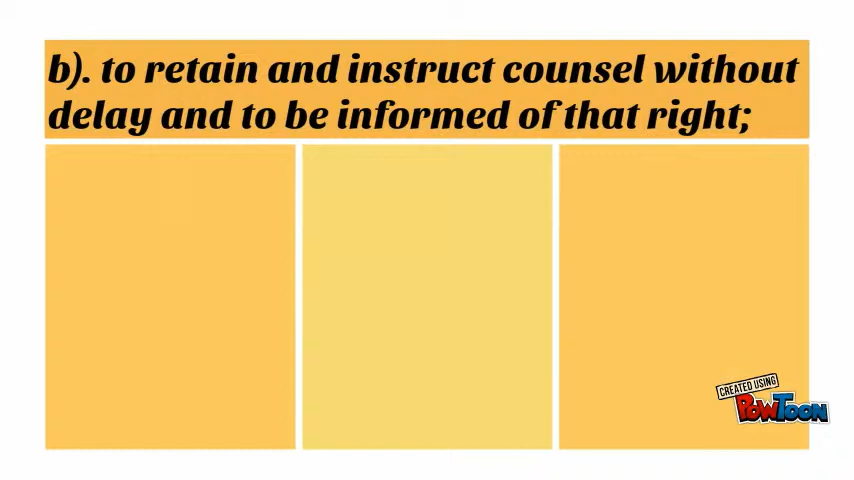 b). to retain and instruct counsel without
delay and to be informed of that right;
CREATED USING
POWTOON